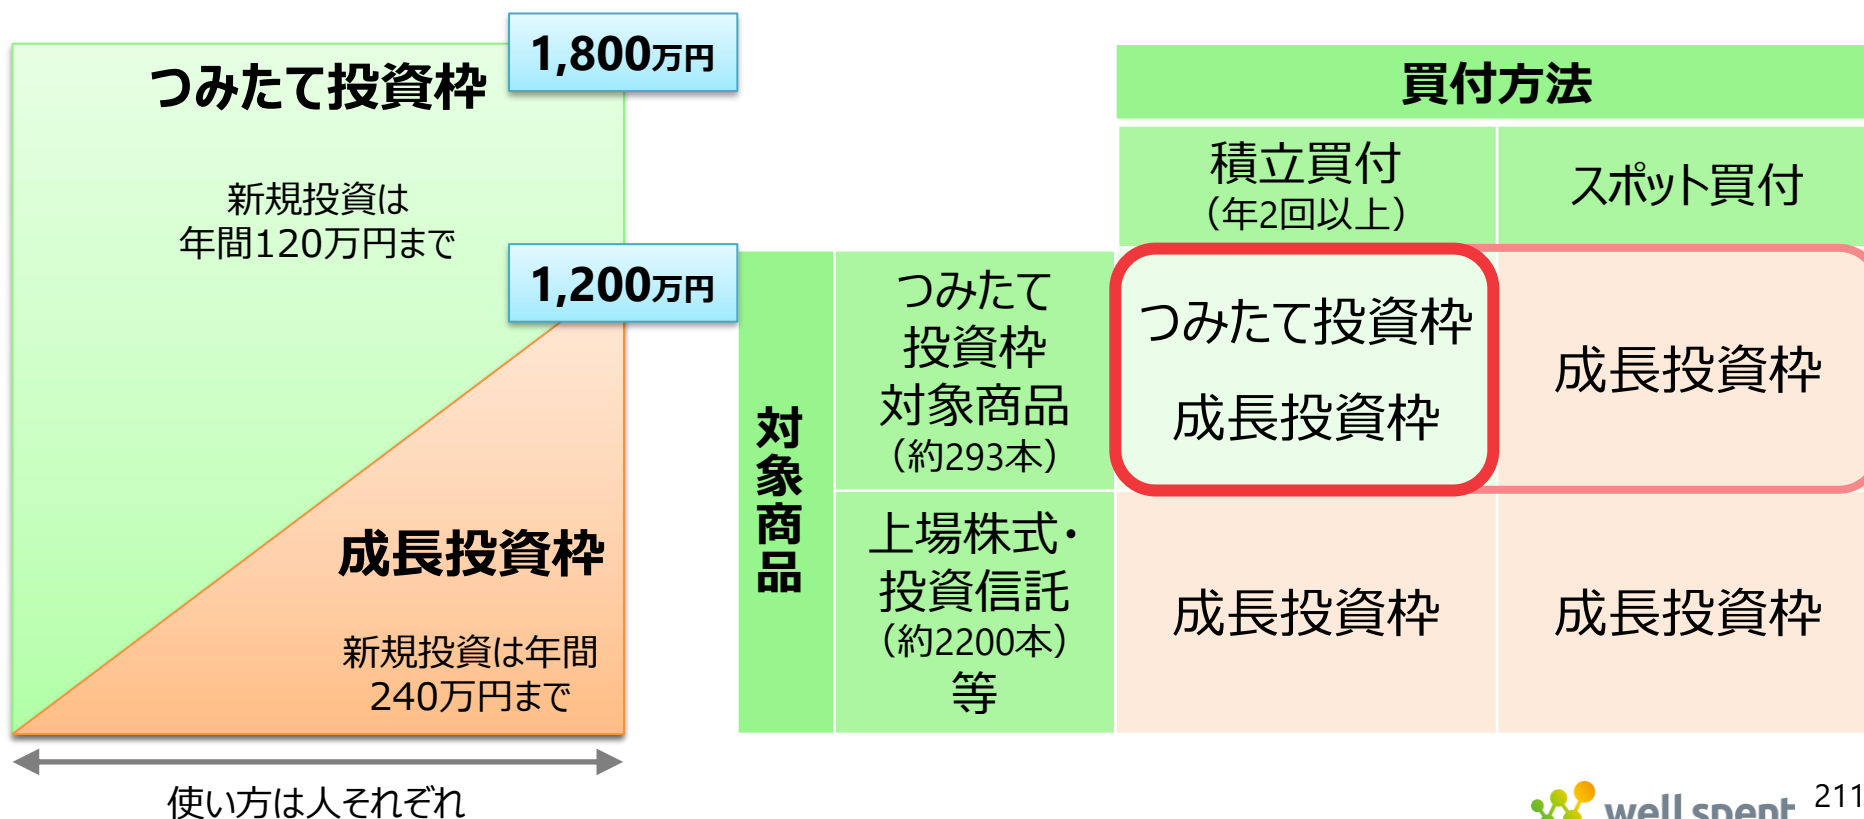 つみたて投資枠
1,800万円
新規投資は
年間120万円まで
1,200万円
成長投資枠
新規投資は年間
240万円まで
使い方は人それぞれ
買付方法
積立買付
（年2回以上）
スポット買付
対象商品
つみたて
投資枠
対象商品
（約293本）
つみたて投資枠
成長投資枠
成長投資枠
上場株式・
投資信託
（約2200本）
等
成長投資枠
成長投資枠
well spent
211